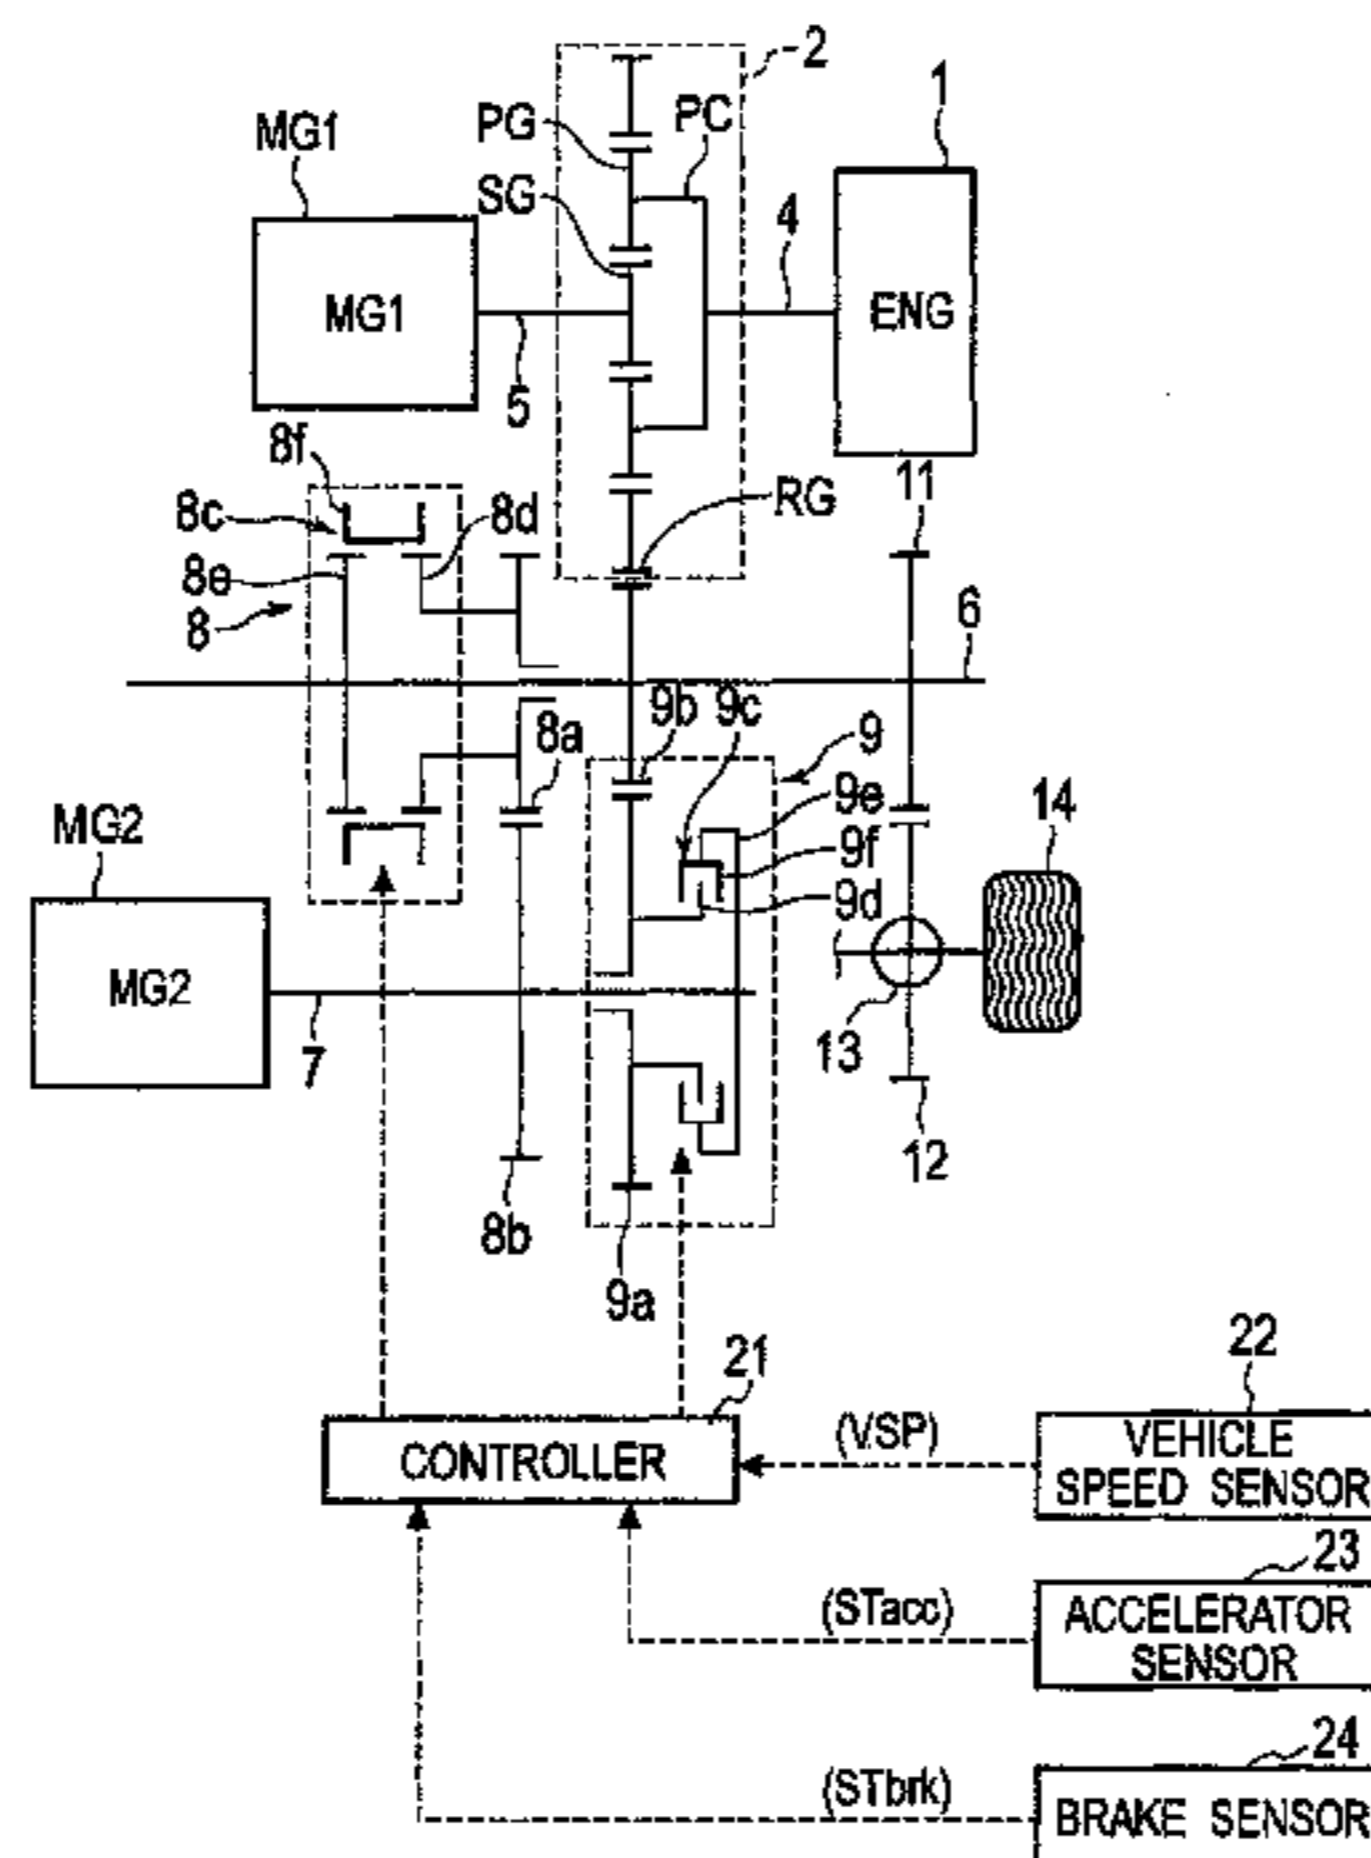 2
1
MG1
PG
PC
SG
4
MG1
ENG
5
8f
11
8c
8d
RG
8e
8
6
9b
9c
8a
9
9e
14
MG2
9f
9d
MG2
13
7
12
8b
9a
21
22
CONTROLLER
(VSP)
VEHICLE
SPEED SENSOR
23
(STacc)
ACCELERATOR
SENSOR
24
(STbrk)
BRAKE SENSOR